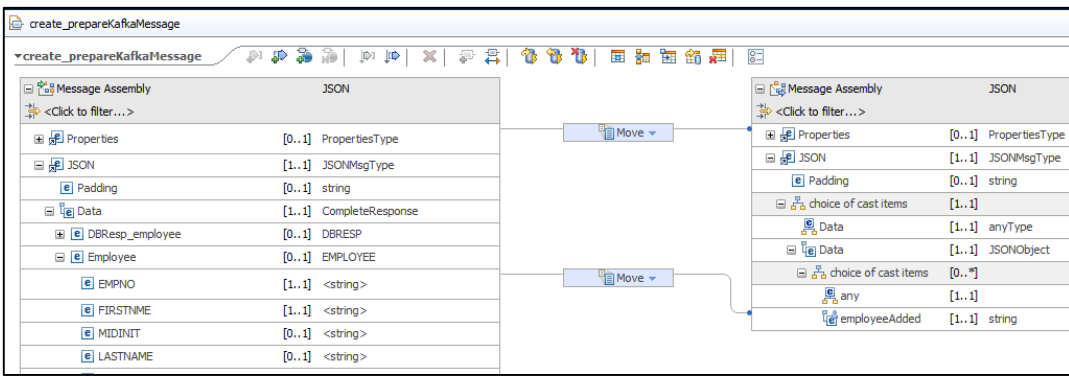 create_prepareKafkaMessage
create_prepareKafkaMessage
Message Assembly JSON
<Click to filter...>
Properties [0..1] PropertiesType
JSON [1..1] JSONMsgType
Padding [0..1] string
Data [1..1] CompleteResponse
DBResp_employee [0..1] DBRESP
Employee [0..1] EMPLOYEE
EMPNO [1..1] <string>
FIRSTNME [1..1] <string>
MIDINIT [0..1] <string>
LASTNAME [0..1] <string>
Move
Move
Message Assembly JSON
<Click to filter...>
Properties [0..1] PropertiesType
JSON [1..1] JSONMsgType
Padding [0..1] string
choice of cast items [1..1]
Data [1..1] anyType
Data [1..1] JSONObject
choice of cast items [0..*]
any [1..1]
employeeAdded [1..1] string